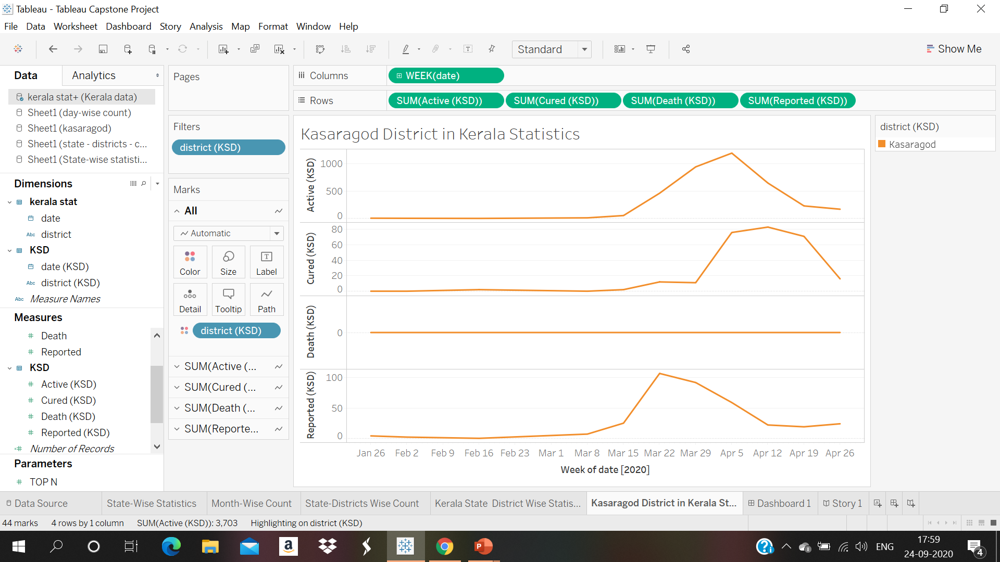 Tableau - Tableau Capstone Project
File Data Worksheet Dashboard Story Analysis Map Format Window Help
Standard
Show Me
Data
Analytics
kerala stat+ (Kerala data)
Sheet1 (day-wise count)
Sheet1 (kasaragod)
Sheet1 (state - districts - c...
Sheet1 (State-wise statisti...
Dimensions
kerala stat
date
Abc district
KSD
date (KSD)
Abc district (KSD)
Abc Measure Names
Measures
# Death
# Reported
KSD
# Active (KSD)
# Cured (KSD)
# Death (KSD)
# Reported (KSD)
# Number of Records
Parameters
# TOP N
Pages
Filters
district (KSD)
Marks
All
Automatic
Color
Size
T
Label
Detail
Tooltip
Path
district (KSD)
SUM(Active (...
SUM(Cured (...
SUM(Death (...
SUM(Reporte...
Columns
WEEK(date)
Rows
SUM(Active (KSD))
SUM(Cured (KSD))
SUM(Death (KSD))
SUM(Reported (KSD))
Kasaragod District in Kerala Statistics
Active (KSD)
1000
500
0
Cured (KSD)
80
60
40
20
0
Death (KSD)
0
Reported (KSD)
100
50
0
Jan 26 Feb 2 Feb 9 Feb 16 Feb 23 Mar 1 Mar 8 Mar 15 Mar 22 Mar 29 Apr 5 Apr 12 Apr 19 Apr 26
Week of date [2020]
district (KSD)
Kasaragod
Data Source
State-Wise Statistics
Month-Wise Count
State-Districts Wise Count
Kerala State District Wise Statis...
Kasaragod District in Kerala St...
Dashboard 1
Story 1
44 marks
4 rows by 1 column
SUM(Active (KSD)): 3,703
Highlighting on district (KSD)
a
P
ENG
17:59
24-09-2020
4